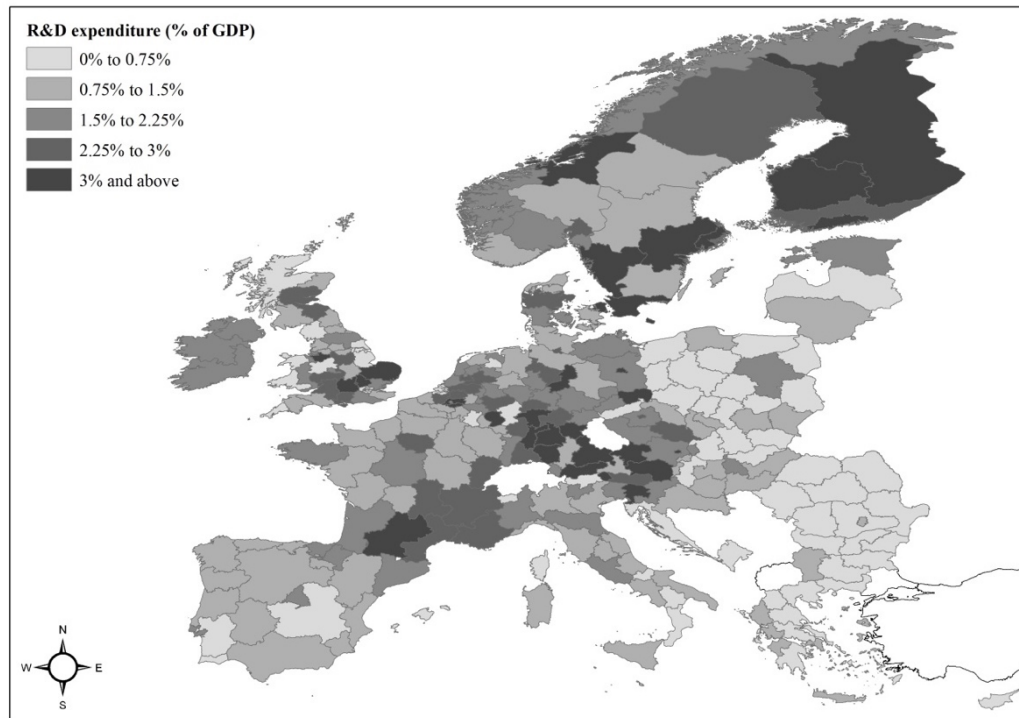 R&D expenditure (% of GDP)
0% to 0.75%
0.75% to 1.5%
1.5% to 2.25%
2.25% to 3%
3% and above
N
W E
S